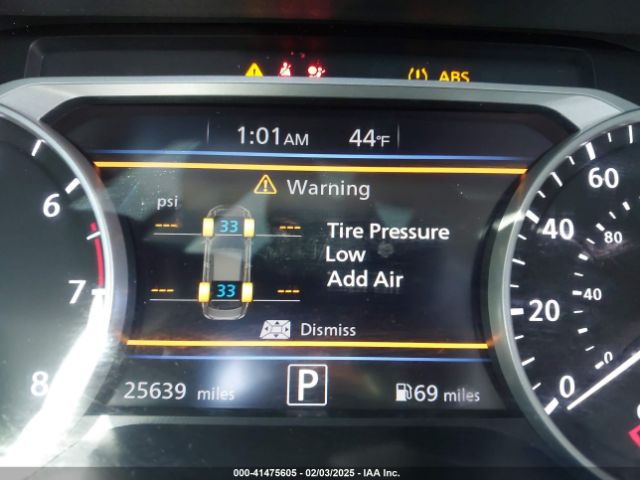 ABS
1:01AM 44°F
Warning
psi
--- 33 ---
Tire Pressure
Low
Add Air
--- 33 ---
Dismiss
25639 miles P 69 miles
6
7
8
60
40
20
0
80
40
0
000-41475605 - 02/03/2025 - IAA Inc.